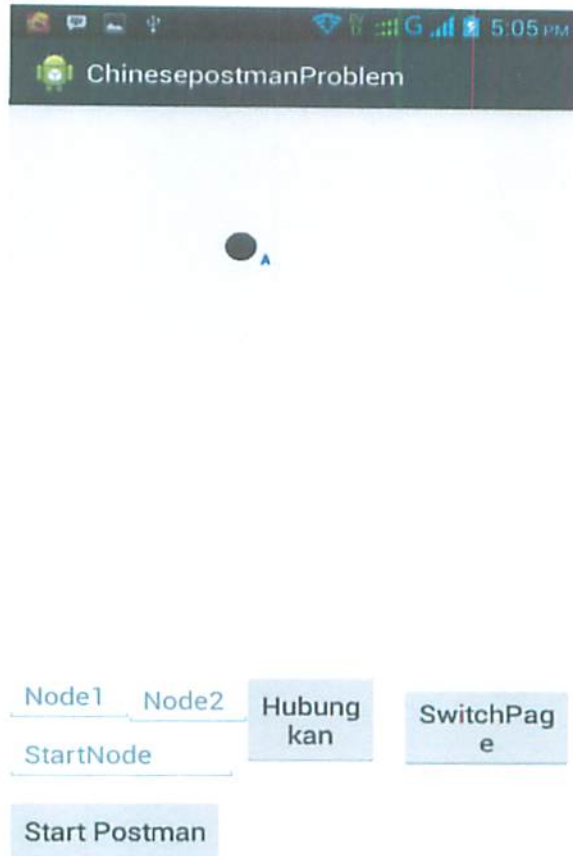 G 5:05 PM
ChinesepostmanProblem
A
Node1 Node2
Hubung
kan
SwitchPag
e
StartNode
Start Postman